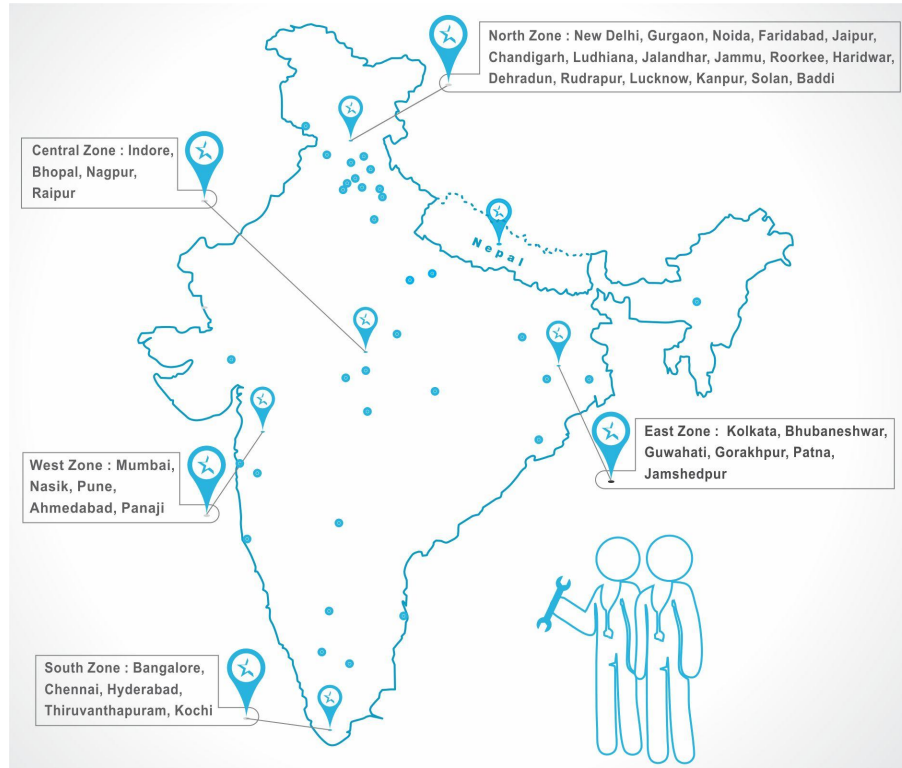 North Zone : New Delhi, Gurgaon, Noida, Faridabad, Jaipur,
Chandigarh, Ludhiana, Jalandhar, Jammu, Roorkee, Haridwar,
Dehradun, Rudrapur, Lucknow, Kanpur, Solan, Baddi
Central Zone : Indore,
Bhopal, Nagpur,
Raipur
Nepal
East Zone : Kolkata, Bhubaneshwar,
Guwahati, Gorakhpur, Patna,
Jamshedpur
West Zone : Mumbai,
Nasik, Pune,
Ahmedabad, Panaji
South Zone : Bangalore,
Chennai, Hyderabad,
Thiruvanthapuram, Kochi